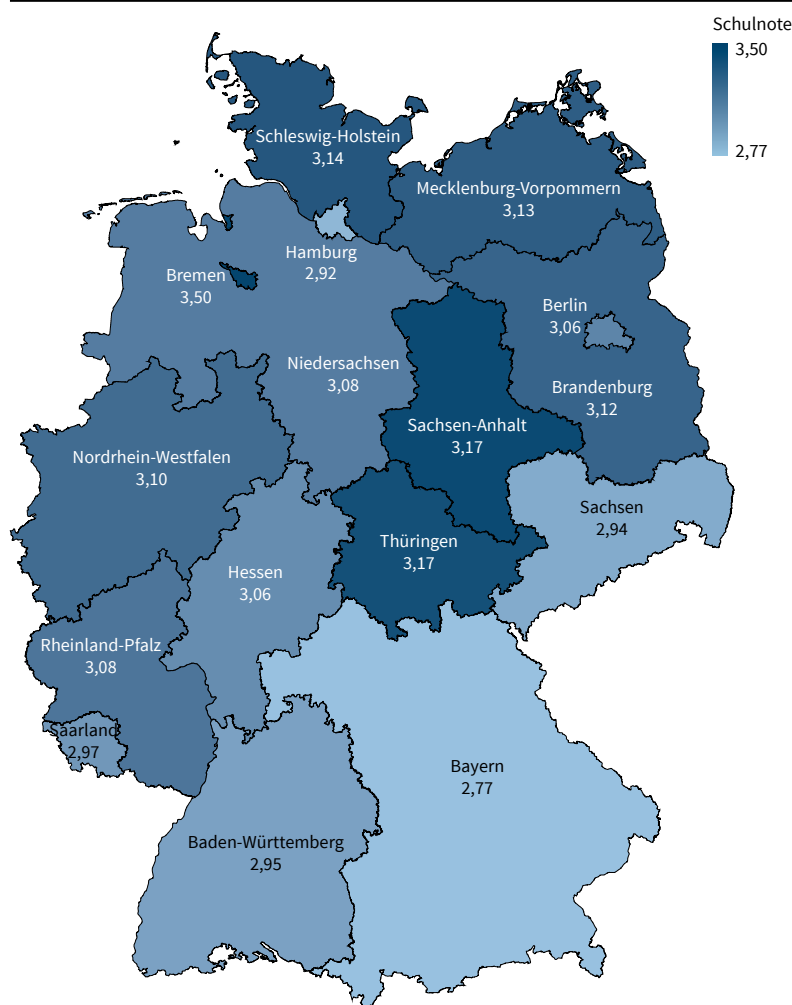 Schulnote
3,50
2,77
Schleswig-Holstein
3,14
Mecklenburg-Vorpommern
3,13
Hamburg
2,92
Bremen
3,50
Berlin
3,06
Niedersachsen
3,08
Brandenburg
3,12
Sachsen-Anhalt
3,17
Nordrhein-Westfalen
3,10
Sachsen
2,94
Thüringen
3,17
Hessen
3,06
Rheinland-Pfalz
3,08
Saarland
2,97
Bayern
2,77
Baden-Württemberg
2,95